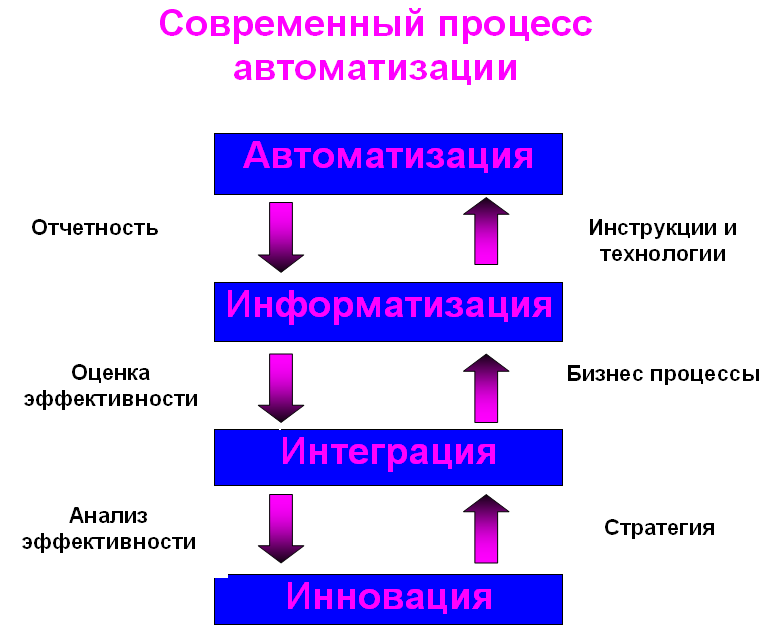 Современный процесс
автоматизации
Автоматизация
Отчетность
Инструкции и
технологии
Информатизация
Оценка
эффективности
Бизнес процессы
Интеграция
Анализ
эффективности
Стратегия
Инновация